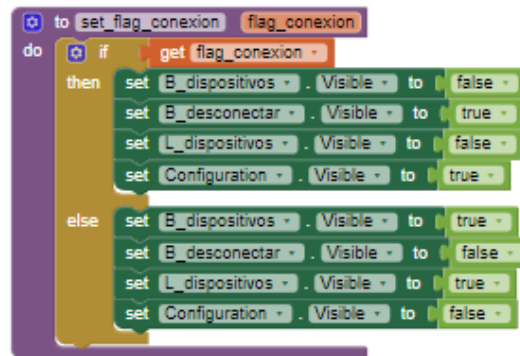 to set_flag_conexion flag_conexion
do if get flag_conexion
then set B_dispositivos . Visible to false
set B_desconectar . Visible to true
set L_dispositivos . Visible to false
set Configuration . Visible to true
else set B_dispositivos . Visible to true
set B_desconectar . Visible to false
set L_dispositivos . Visible to true
set Configuration . Visible to false